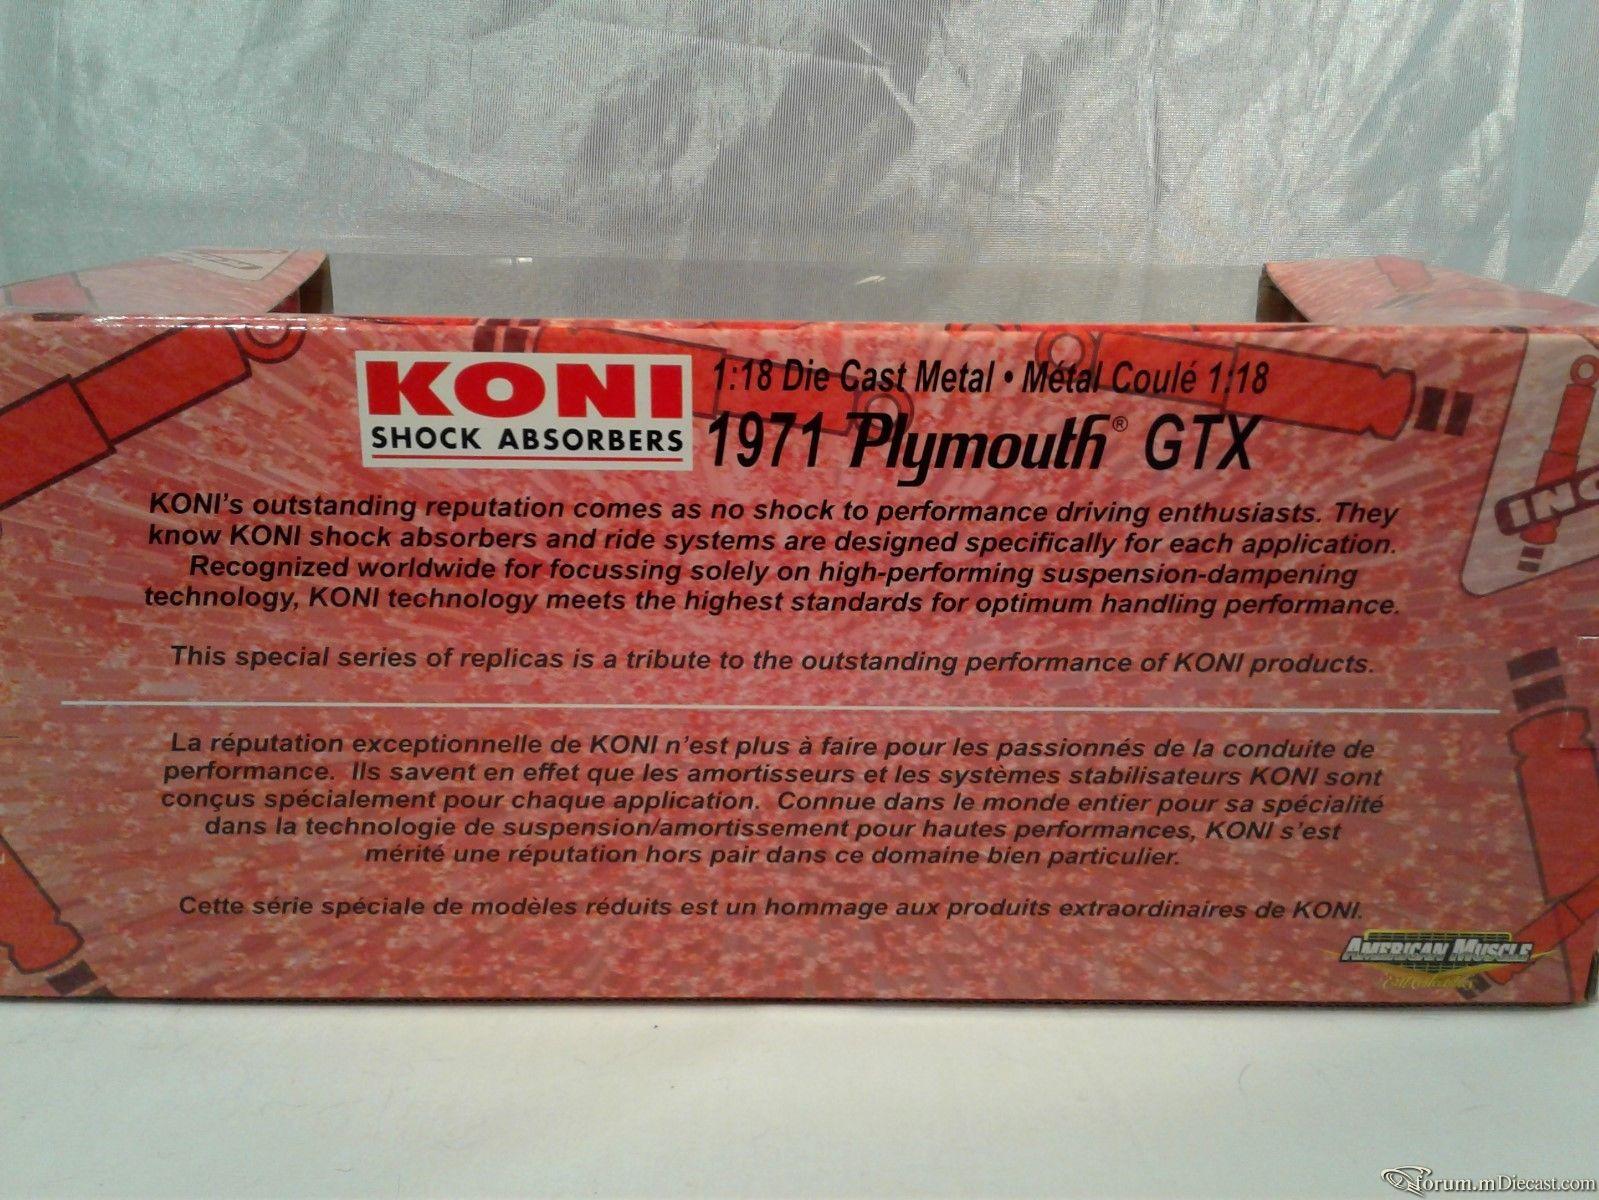 KONI
SHOCK ABSORBERS
1:18 Die Cast Metal • Métal Coulé 1:18
1971 Plymouth® GTX
KONI's outstanding reputation comes as no shock to performance driving enthusiasts. They
know KONI shock absorbers and ride systems are designed specifically for each application.
Recognized worldwide for focussing solely on high-performing suspension-dampening
technology, KONI technology meets the highest standards for optimum handling performance.
This special series of replicas is a tribute to the outstanding performance of KONI products.
La réputation exceptionnelle de KONI n'est plus à faire pour les passionnés de la conduite de
performance. Ils savent en effet que les amortisseurs et les systèmes stabilisateurs KONI sont
conçus spécialement pour chaque application. Connue dans le monde entier pour sa spécialité
dans la technologie de suspension/amortissement pour hautes performances, KONI s'est
mérité une réputation hors pair dans ce domaine bien particulier.
Cette série spéciale de modèles réduits est un hommage aux produits extraordinaires de KONI.
AMERICAN MUSCLE
forum.mDiecast.com